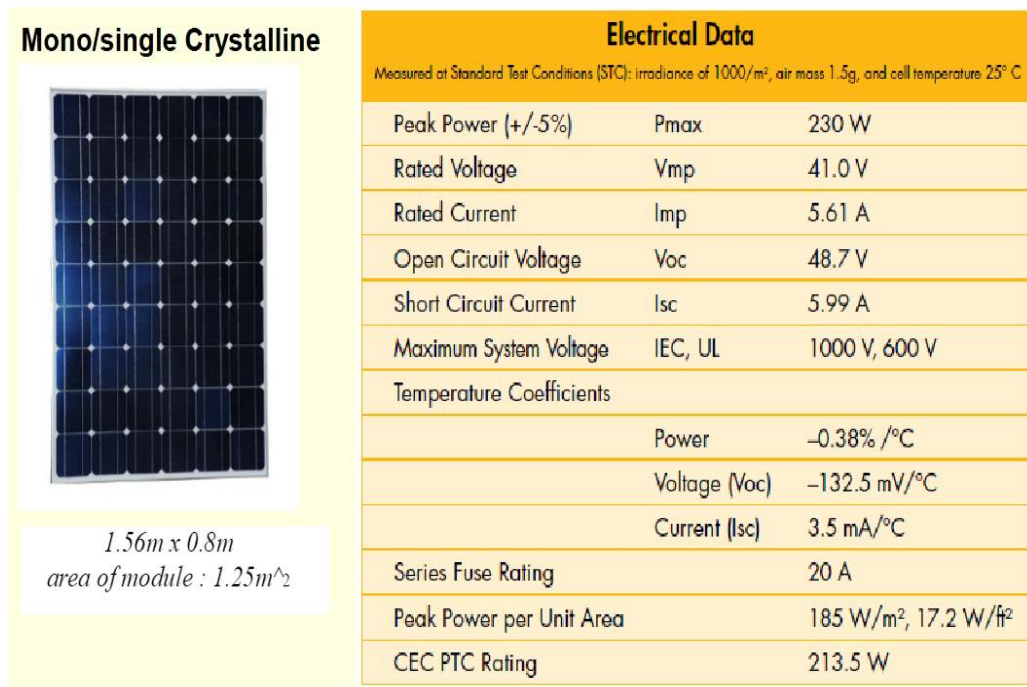 Mono/single Crystalline
1.56m x 0.8m
area of module : 1.25m^2
Electrical Data
Measured at Standard Test Conditions (STC): irradiance of 1000/m², air mass 1.5g, and cell temperature 25° C
Peak Power (+/-5%) Pmax 230 W
Rated Voltage Vmp 41.0 V
Rated Current Imp 5.61 A
Open Circuit Voltage Voc 48.7 V
Short Circuit Current Isc 5.99 A
Maximum System Voltage IEC, UL 1000 V, 600 V
Temperature Coefficients
Power –0.38% /°C
Voltage (Voc) –132.5 mV/°C
Current (Isc) 3.5 mA/°C
Series Fuse Rating 20 A
Peak Power per Unit Area 185 W/m², 17.2 W/ft²
CEC PTC Rating 213.5 W